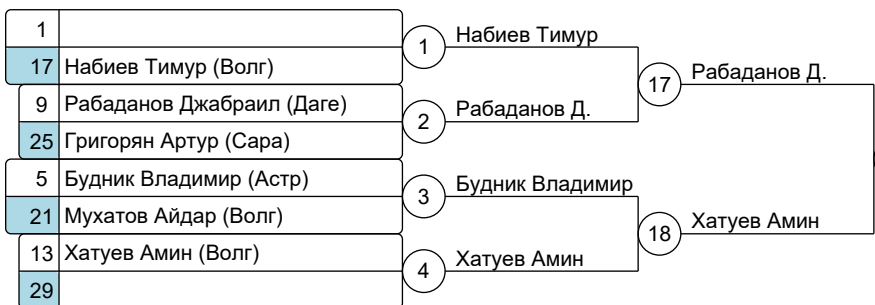 1
1 Набиев Тимур
17 Набиев Тимур (Волг)
17 Рабаданов Д.
9 Рабаданов Джабраил (Даге)
2 Рабаданов Д.
25 Григорян Артур (Сара)
5 Будник Владимир (Астр)
3 Будник Владимир
21 Мухатов Айдар (Волг)
18 Хатуев Амин
13 Хатуев Амин (Волг)
4 Хатуев Амин
29